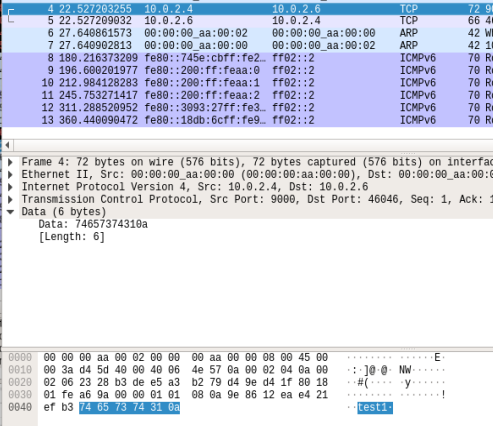 4 22.527203255 10.0.2.4 10.0.2.6 TCP 72 90
5 22.527209032 10.0.2.6 10.0.2.4 TCP 66 46
6 27.640861573 00:00:00_aa:00:02 00:00:00_aa:00:00 ARP 42 Wh
7 27.640902813 00:00:00_aa:00:00 00:00:00_aa:00:02 ARP 42 10
8 180.216373209 fe80::745e:cbff:fe2… ff02::2 ICMPv6 70 Ro
9 196.600201977 fe80::200:ff:feaa:0 ff02::2 ICMPv6 70 Ro
10 212.984128283 fe80::200:ff:feaa:1 ff02::2 ICMPv6 70 Ro
11 245.753271417 fe80::200:ff:feaa:2 ff02::2 ICMPv6 70 Ro
12 311.288520952 fe80::3093:27ff:fe3… ff02::2 ICMPv6 70 Ro
13 360.440090472 fe80::18db:6cff:fe9… ff02::2 ICMPv6 70 Ro
Frame 4: 72 bytes on wire (576 bits), 72 bytes captured (576 bits) on interfac
Ethernet II, Src: 00:00:00_aa:00:00 (00:00:00:aa:00:00), Dst: 00:00:00_aa:00
Internet Protocol Version 4, Src: 10.0.2.4, Dst: 10.0.2.6
Transmission Control Protocol, Src Port: 9000, Dst Port: 46046, Seq: 1, Ack: 1
Data (6 bytes)
Data: 74657374310a
[Length: 6]
0000 00 00 00 aa 00 02 00 00 00 aa 00 00 08 00 45 00 ········ ······E·
0010 00 3a d4 5d 40 00 40 06 4e 57 0a 00 02 04 0a 00 ·:·]@·@· NW······
0020 02 06 23 28 b3 de e5 a3 b2 79 d4 9e d4 1f 80 18 ··#(···· ·y······
0030 01 fe a6 9a 00 00 01 01 08 0a 9e 86 12 ea e4 21 ········ ·······!
0040 ef b3 74 65 73 74 31 0a ··test1·